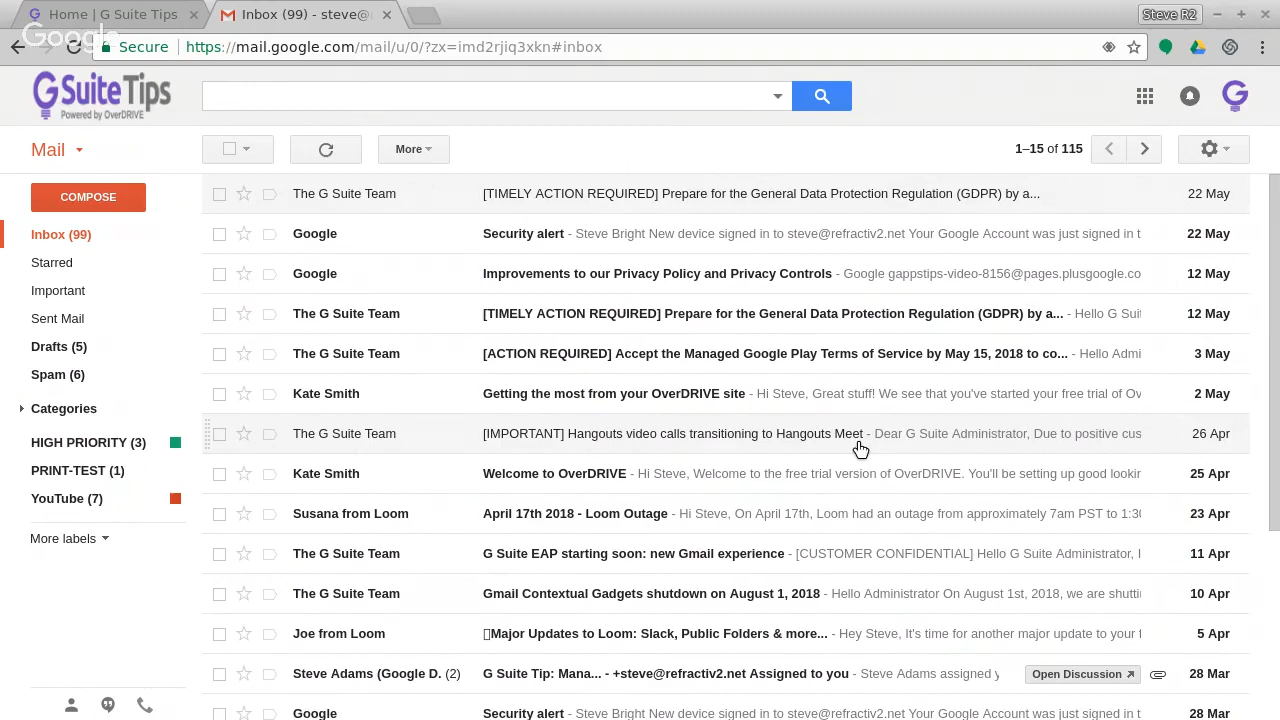 Home | G Suite Tips
Inbox (99) - steve@
Steve R2
Google
Secure
https://mail.google.com/mail/u/0/?zx=imd2rjiq3xkn#inbox
G SuiteTips
Powered by OverDRIVE
G
Mail
More
1–15 of 115
COMPOSE
Inbox (99)
Starred
Important
Sent Mail
Drafts (5)
Spam (6)
Categories
HIGH PRIORITY (3)
PRINT-TEST (1)
YouTube (7)
More labels
The G Suite Team [TIMELY ACTION REQUIRED] Prepare for the General Data Protection Regulation (GDPR) by a... 22 May
Google Security alert - Steve Bright New device signed in to steve@refractiv2.net Your Google Account was just signed in t 22 May
Google Improvements to our Privacy Policy and Privacy Controls - Google gappstips-video-8156@pages.plusgoogle.co 12 May
The G Suite Team [TIMELY ACTION REQUIRED] Prepare for the General Data Protection Regulation (GDPR) by a... - Hello G Suit 12 May
The G Suite Team [ACTION REQUIRED] Accept the Managed Google Play Terms of Service by May 15, 2018 to co... - Hello Admi 3 May
Kate Smith Getting the most from your OverDRIVE site - Hi Steve, Great stuff! We see that you've started your free trial of Ov 2 May
The G Suite Team [IMPORTANT] Hangouts video calls transitioning to Hangouts Meet - Dear G Suite Administrator, Due to positive cus 26 Apr
Kate Smith Welcome to OverDRIVE - Hi Steve, Welcome to the free trial version of OverDRIVE. You'll be setting up good lookir 25 Apr
Susana from Loom April 17th 2018 - Loom Outage - Hi Steve, On April 17th, Loom had an outage from approximately 7am PST to 1:30 23 Apr
The G Suite Team G Suite EAP starting soon: new Gmail experience - [CUSTOMER CONFIDENTIAL] Hello G Suite Administrator, I 11 Apr
The G Suite Team Gmail Contextual Gadgets shutdown on August 1, 2018 - Hello Administrator On August 1st, 2018, we are shutti 10 Apr
Joe from Loom Major Updates to Loom: Slack, Public Folders & more... - Hey Steve, It's time for another major update to your f 5 Apr
Steve Adams (Google D. (2) G Suite Tip: Mana... - +steve@refractiv2.net Assigned to you - Steve Adams assigned y Open Discussion 28 Mar
Google Security alert - Steve Bright New device signed in to steve@refractiv2.net Your Google Account was just signed in t 28 Mar